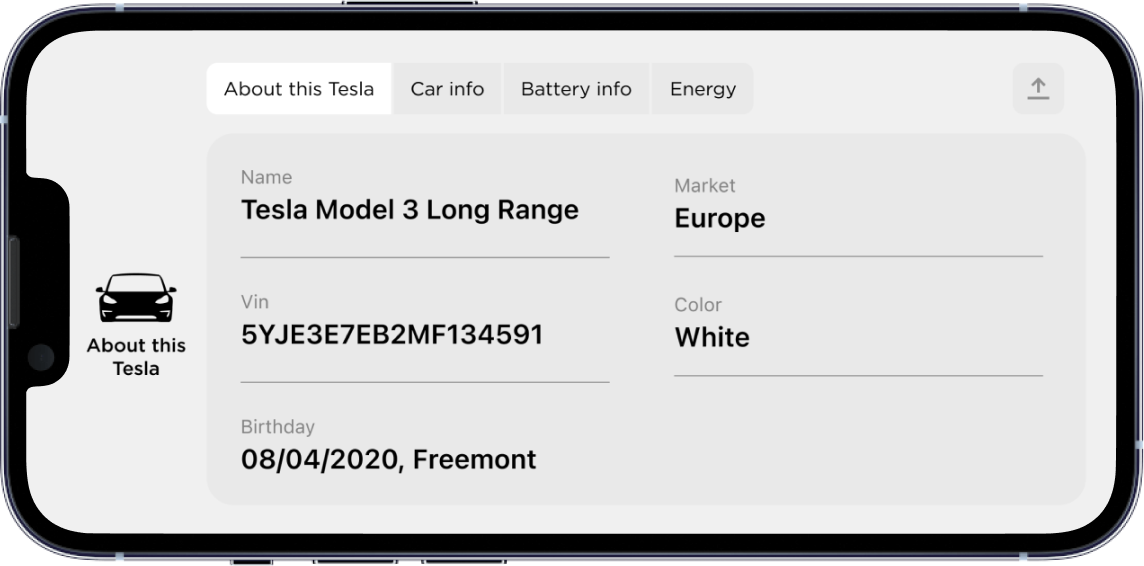 About this Tesla
Car info
Battery info
Energy
About this
Tesla
Name
Tesla Model 3 Long Range
Vin
5YJE3E7EB2MF134591
Birthday
08/04/2020, Freemont
Market
Europe
Color
White